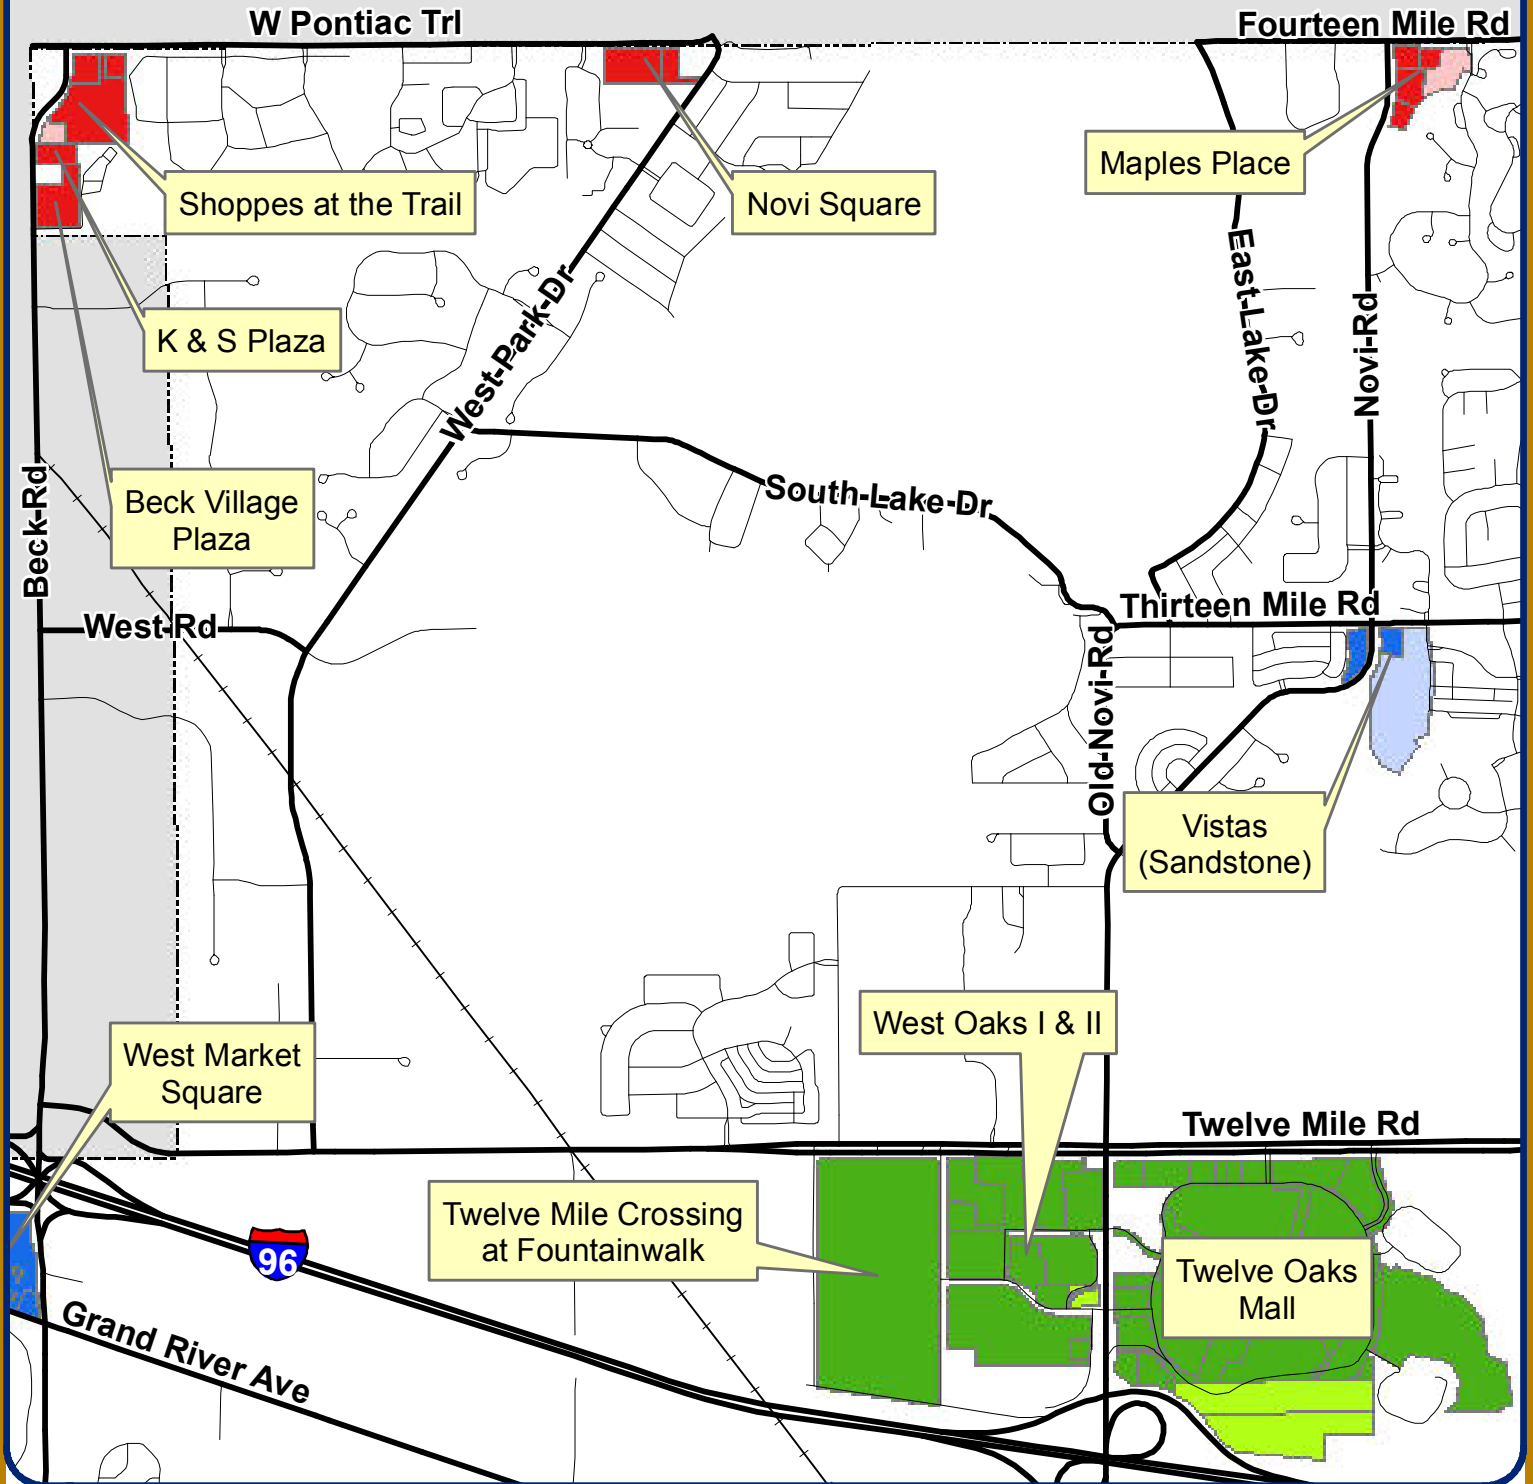 W Pontiac Trl
Fourteen Mile Rd
Maples Place
Shoppes at the Trail
Novi Square
East Lake Dr
Novi Rd
West Park Dr
K & S Plaza
Beck Village
Plaza
Beck Rd
South Lake Dr
Thirteen Mile Rd
West Rd
Old Novi Rd
Vistas
(Sandstone)
West Oaks I & II
West Market
Square
Twelve Mile Rd
Twelve Mile Crossing
at Fountainwalk
96
Twelve Oaks
Mall
Grand River Ave